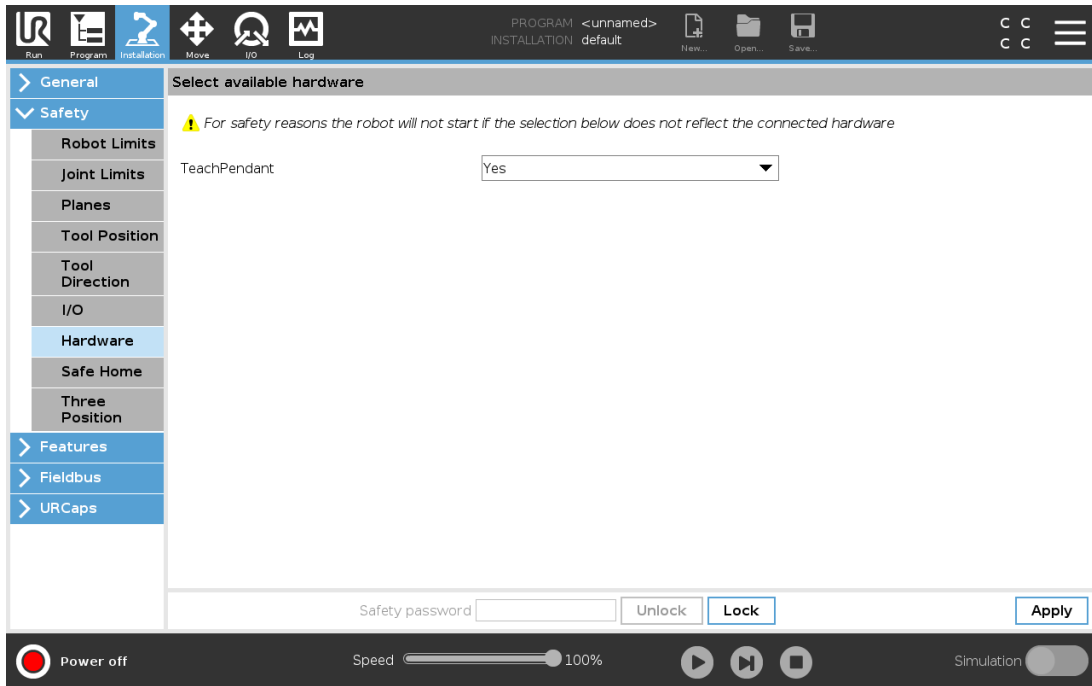 PROGRAM <unnamed>
INSTALLATION default
C C
C C
Run Program Installation Move I/O Log New... Open... Save...
General
Safety
Robot Limits
Joint Limits
Planes
Tool Position
Tool
Direction
I/O
Hardware
Safe Home
Three
Position
Features
Fieldbus
URCaps
Select available hardware
For safety reasons the robot will not start if the selection below does not reflect the connected hardware
TeachPendant Yes
Safety password Unlock Lock Apply
Power off Speed 100% Simulation